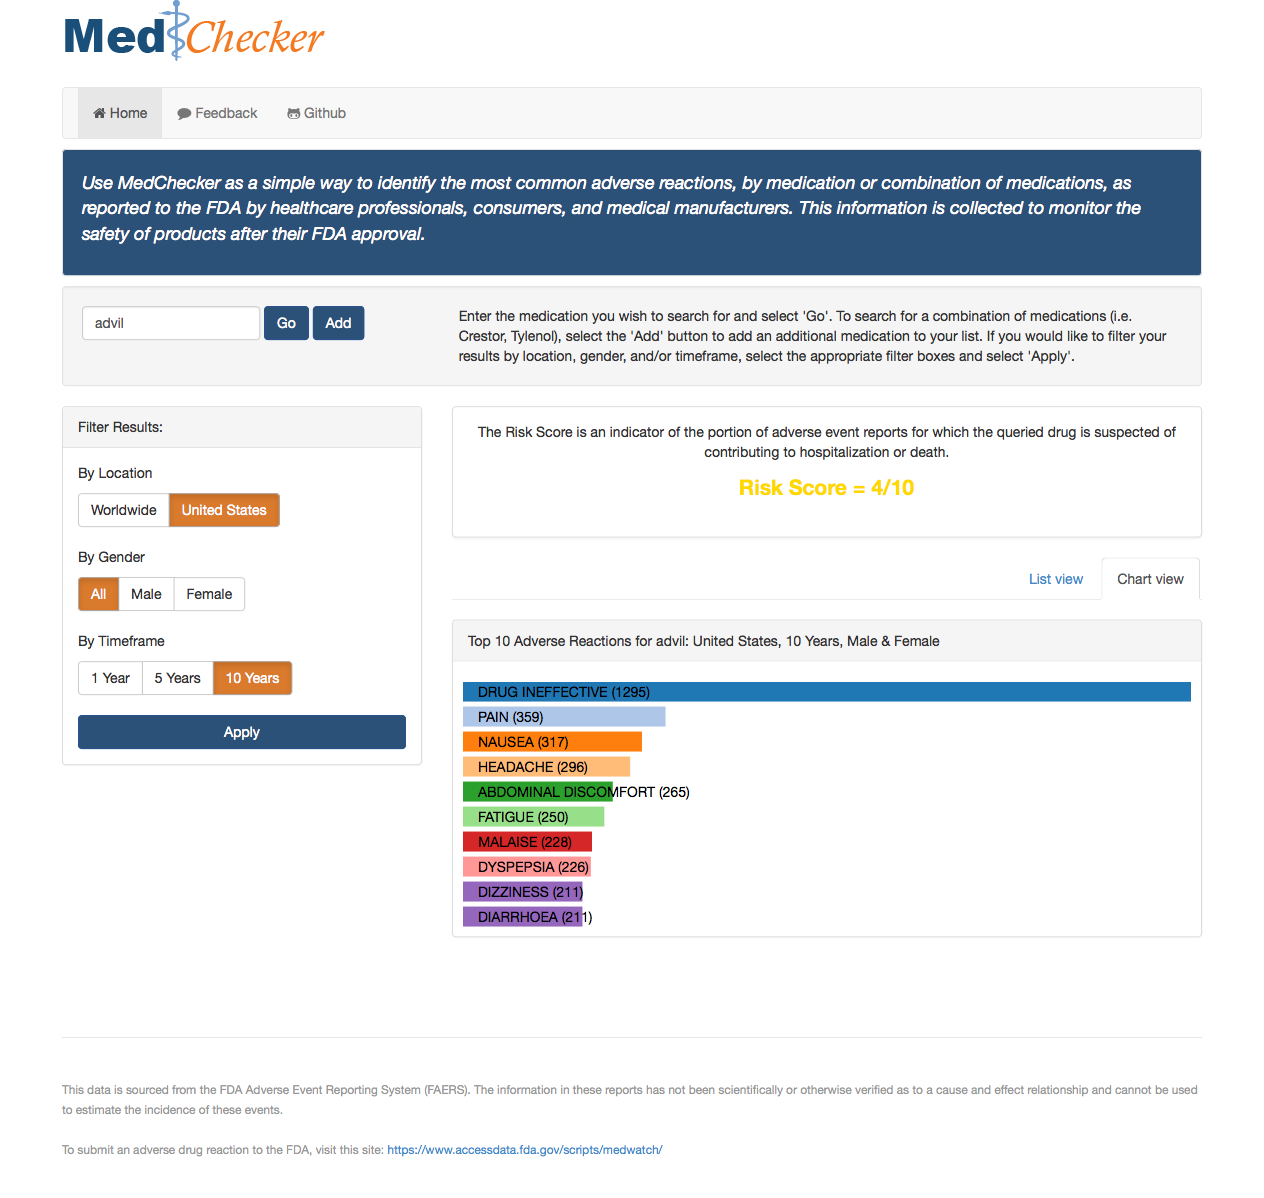 Med Checker
Home Feedback Github
Use MedChecker as a simple way to identify the most common adverse reactions, by medication or combination of medications, as
reported to the FDA by healthcare professionals, consumers, and medical manufacturers. This information is collected to monitor the
safety of products after their FDA approval.
advil Go Add
Enter the medication you wish to search for and select 'Go'. To search for a combination of medications (i.e.
Crestor, Tylenol), select the 'Add' button to add an additional medication to your list. If you would like to filter your
results by location, gender, and/or timeframe, select the appropriate filter boxes and select 'Apply'.
Filter Results:
By Location
Worldwide United States
By Gender
All Male Female
By Timeframe
1 Year 5 Years 10 Years
Apply
The Risk Score is an indicator of the portion of adverse event reports for which the queried drug is suspected of
contributing to hospitalization or death.
Risk Score = 4/10
List view Chart view
Top 10 Adverse Reactions for advil: United States, 10 Years, Male & Female
DRUG INEFFECTIVE (1295)
PAIN (359)
NAUSEA (317)
HEADACHE (296)
ABDOMINAL DISCOMFORT (265)
FATIGUE (250)
MALAISE (228)
DYSPEPSIA (226)
DIZZINESS (211)
DIARRHOEA (211)
This data is sourced from the FDA Adverse Event Reporting System (FAERS). The information in these reports has not been scientifically or otherwise verified as to a cause and effect relationship and cannot be used
to estimate the incidence of these events.
To submit an adverse drug reaction to the FDA, visit this site: https://www.accessdata.fda.gov/scripts/medwatch/